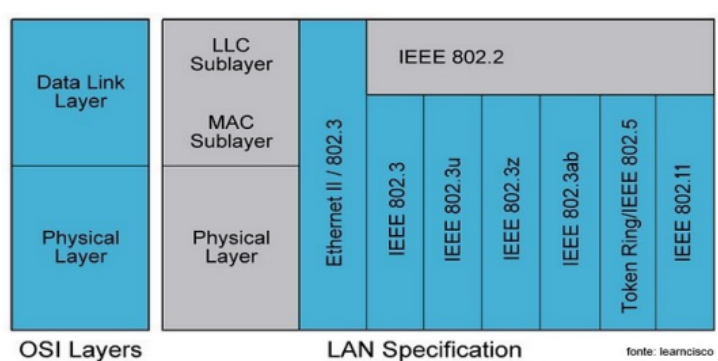 Data Link
Layer
Physical
Layer
OSI Layers
LLC
Sublayer
MAC
Sublayer
Physical
Layer
Ethernet II / 802.3
IEEE 802.2
IEEE 802.3
IEEE 802.3u
IEEE 802.3z
IEEE 802.3ab
Token Ring/IEEE 802.5
IEEE 802.11
LAN Specification
fonte: learncisco